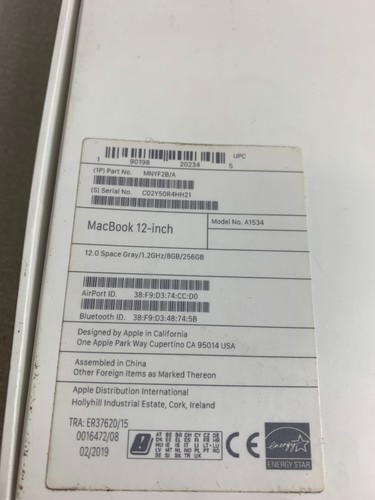 UPC
1 90198 20234 5
(1P) Part No. MNYF2B/A
(S) Serial No. C02Y50R4HH21
MacBook 12-inch Model No. A1534
12.0 Space Gray/1.2GHz/8GB/256GB
AirPort ID. 38:F9:D3:74:CC:D0
Bluetooth ID. 38:F9:D3:48:74:5B
Designed by Apple in California
One Apple Park Way Cupertino CA 95014 USA
Assembled in China
Other Foreign Items as Marked Thereon
Apple Distribution International
Hollyhill Industrial Estate, Cork, Ireland
TRA: ER37620/15
0016472/08
02/2019
CE
energy
ENERGY STAR